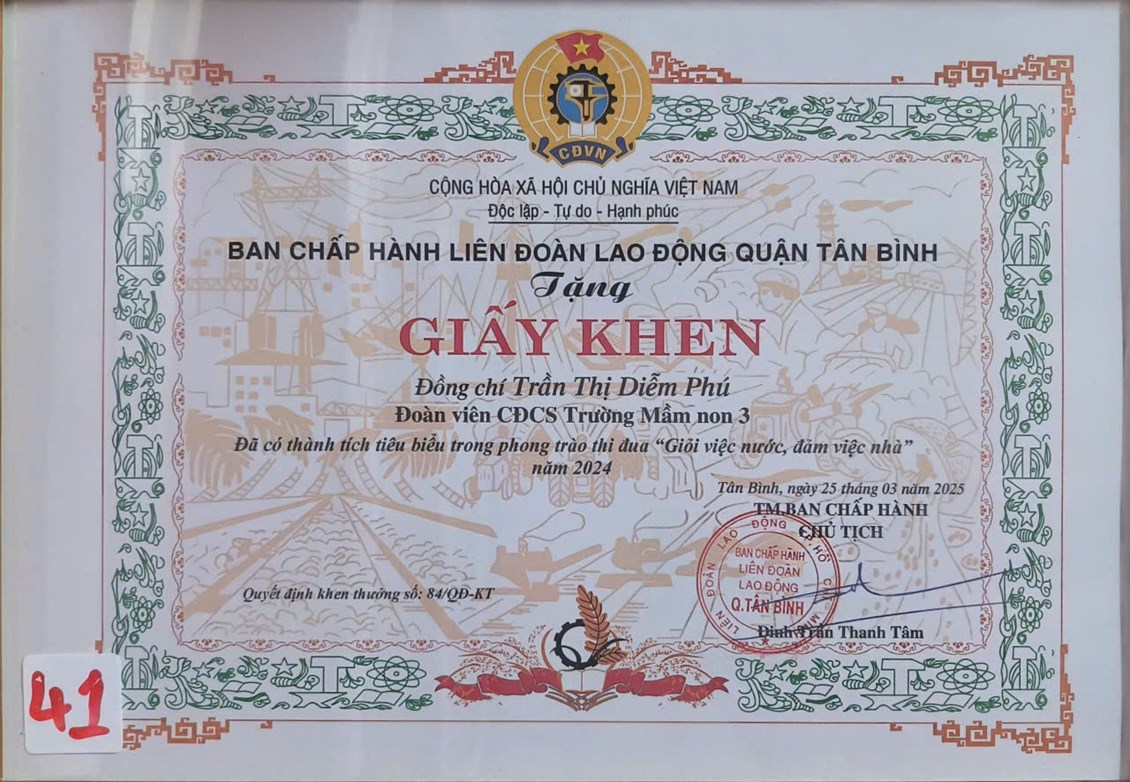 CĐVN
CỘNG HÒA XÃ HỘI CHỦ NGHĨA VIỆT NAM
Độc lập - Tự do - Hạnh phúc
BAN CHẤP HÀNH LIÊN ĐOÀN LAO ĐỘNG QUẬN TÂN BÌNH
Tặng
GIẤY KHEN
Đồng chí Trần Thị Diễm Phú
Đoàn viên CĐCS Trường Mầm non 3
Đã có thành tích tiêu biểu trong phong trào thi đua “Giỏi việc nước, đảm việc nhà”
năm 2024
Tân Bình, ngày 25 tháng 03 năm 2025
TM.BAN CHẤP HÀNH
CHỦ TỊCH
LIÊN ĐOÀN LAO ĐỘNG
BAN CHẤP HÀNH
LIÊN ĐOÀN
LAO ĐỘNG
Q.TÂN BÌNH
Quyết định khen thưởng số: 84/QĐ-KT
Đinh Trần Thanh Tâm
41